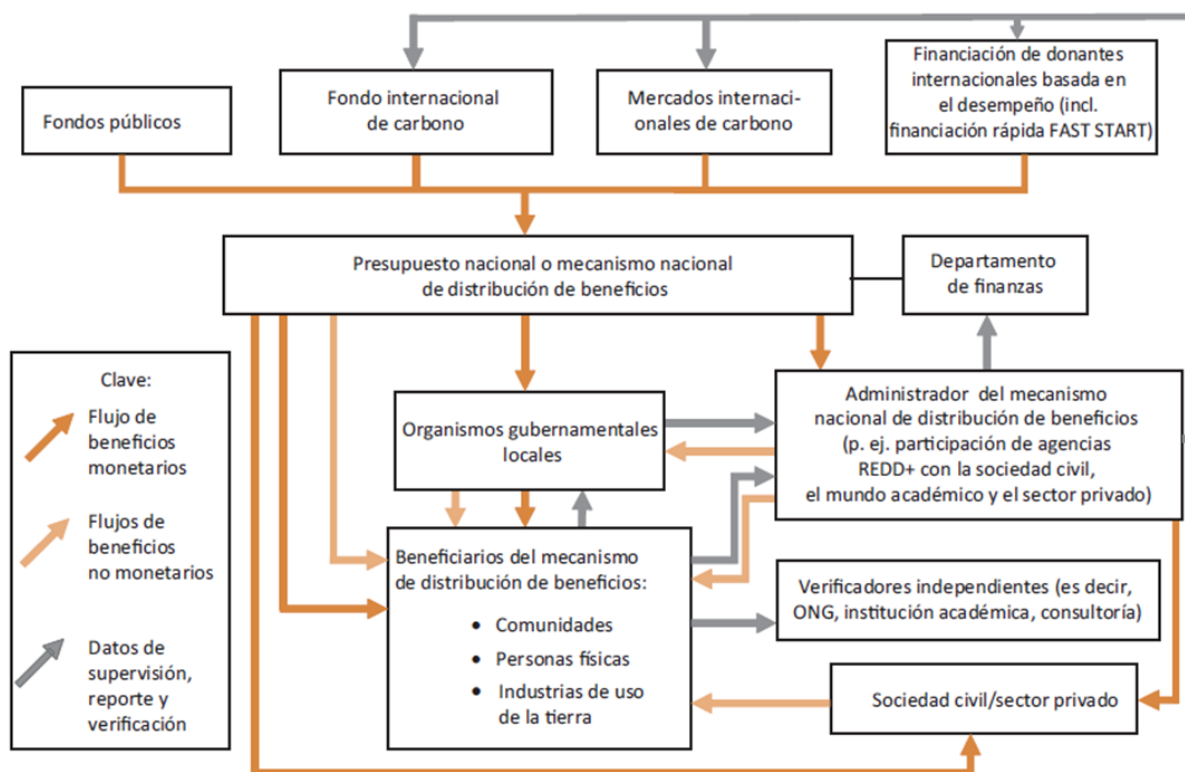 Fondos públicos
Fondo internacional
de carbono
Mercados internaci-
onales de carbono
Financiación de donantes
internacionales basada en
el desempeño (incl.
financiación rápida FAST START)
Presupuesto nacional o mecanismo nacional
de distribución de beneficios
Departamento
de finanzas
Clave:
Flujo de
beneficios
monetarios
Flujos de
beneficios
no monetarios
Datos de
supervisión,
reporte y
verificación
Organismos gubernamentales
locales
Administrador del mecanismo
nacional de distribución de beneficios
(p. ej. participación de agencias
REDD+ con la sociedad civil,
el mundo académico y el sector privado)
Beneficiarios del mecanismo
de distribución de beneficios:
• Comunidades
• Personas físicas
• Industrias de uso
de la tierra
Verificadores independientes (es decir,
ONG, institución académica, consultoría)
Sociedad civil/sector privado